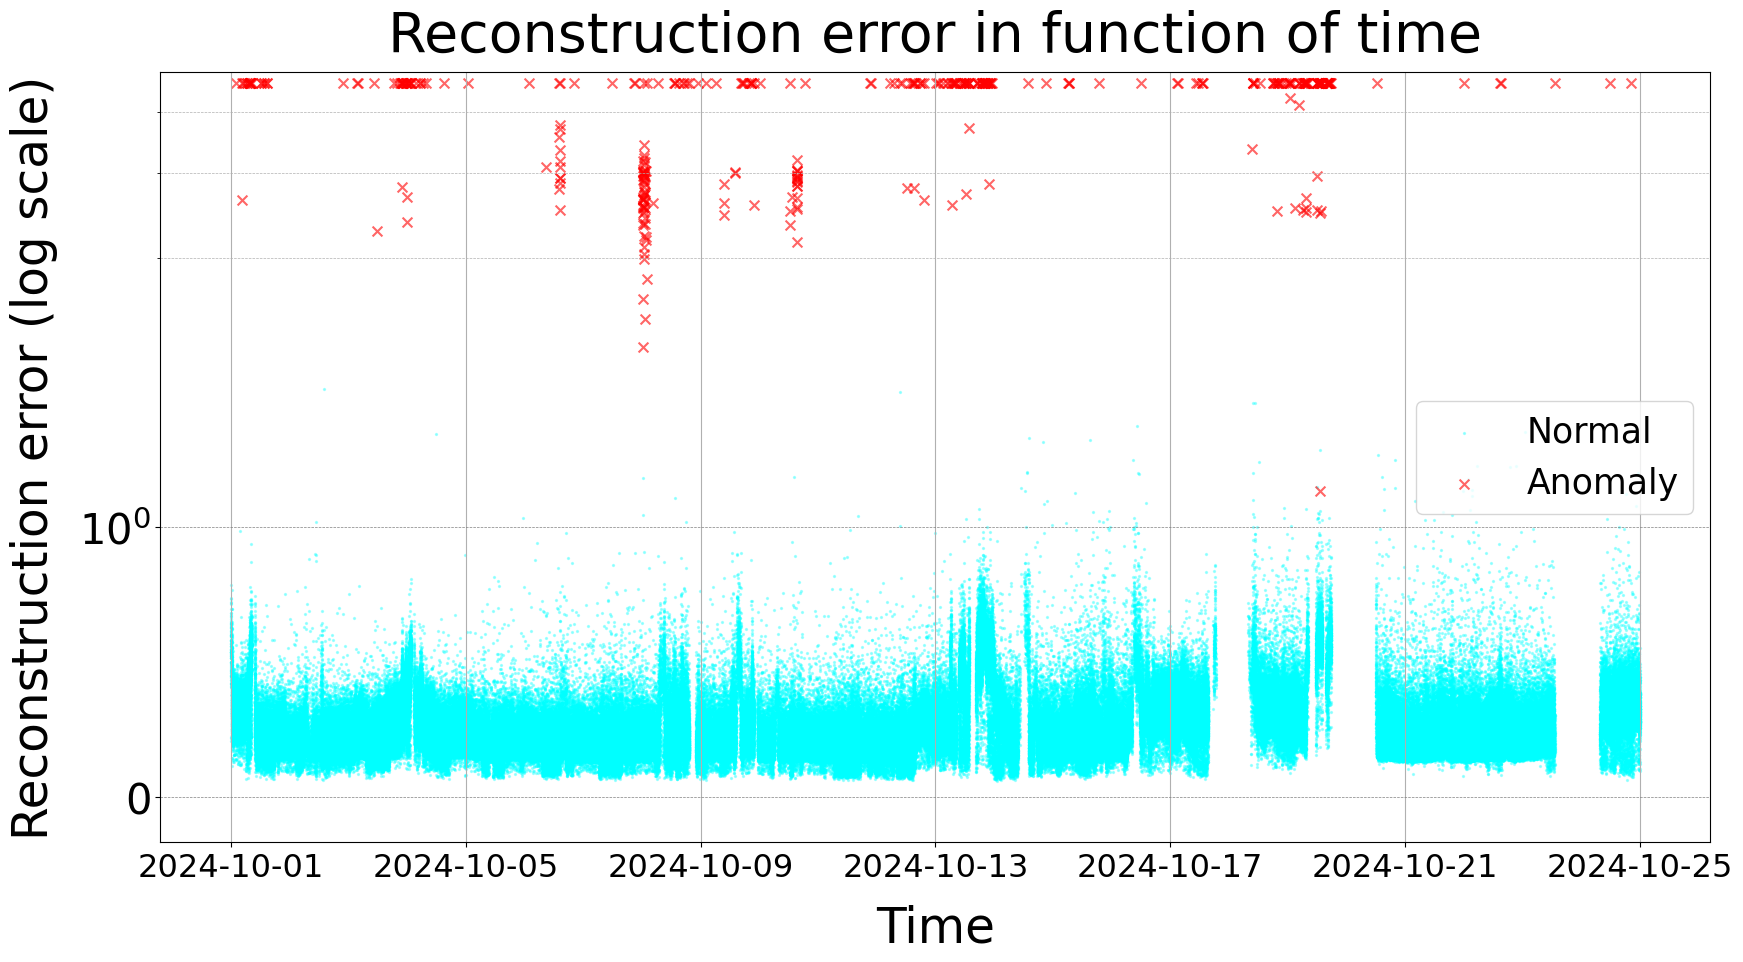 Reconstruction error in function of time
Reconstruction error (log scale)
10⁰
0
Normal
Anomaly
2024-10-01 2024-10-05 2024-10-09 2024-10-13 2024-10-17 2024-10-21 2024-10-25
Time